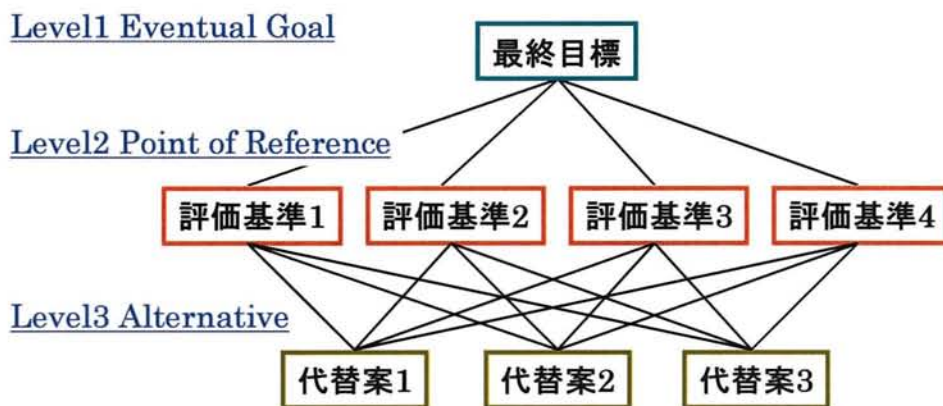 Level1 Eventual Goal
最終目標
Level2 Point of Reference
評価基準1
評価基準2
評価基準3
評価基準4
Level3 Alternative
代替案1
代替案2
代替案3